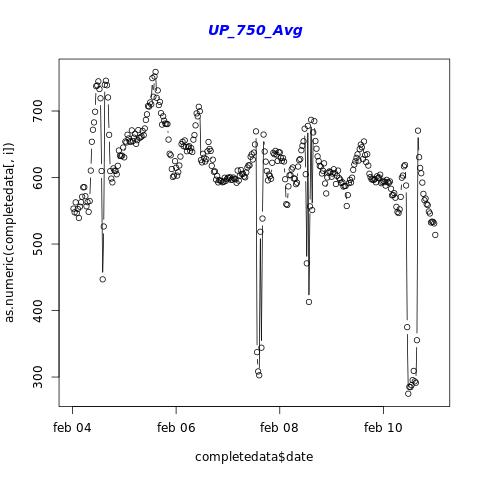 UP_750_Avg
as.numeric(completedata[, i])
700
600
500
400
300
feb 04
feb 06
feb 08
feb 10
completedata$date